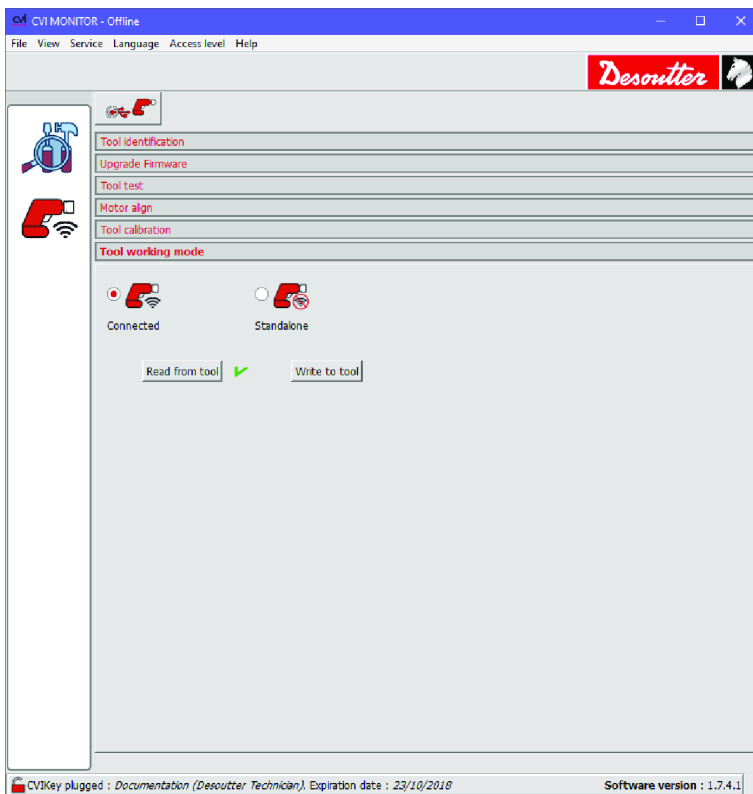 cvi CVI MONITOR - Offline
File View Service Language Access level Help
Desoutter
Tool identification
Upgrade Firmware
Tool test
Motor align
Tool calibration
Tool working mode
Connected Standalone
Read from tool Write to tool
CVIKey plugged : Documentation (Desoutter Technician). Expiration date : 23/10/2018 Software version : 1.7.4.1